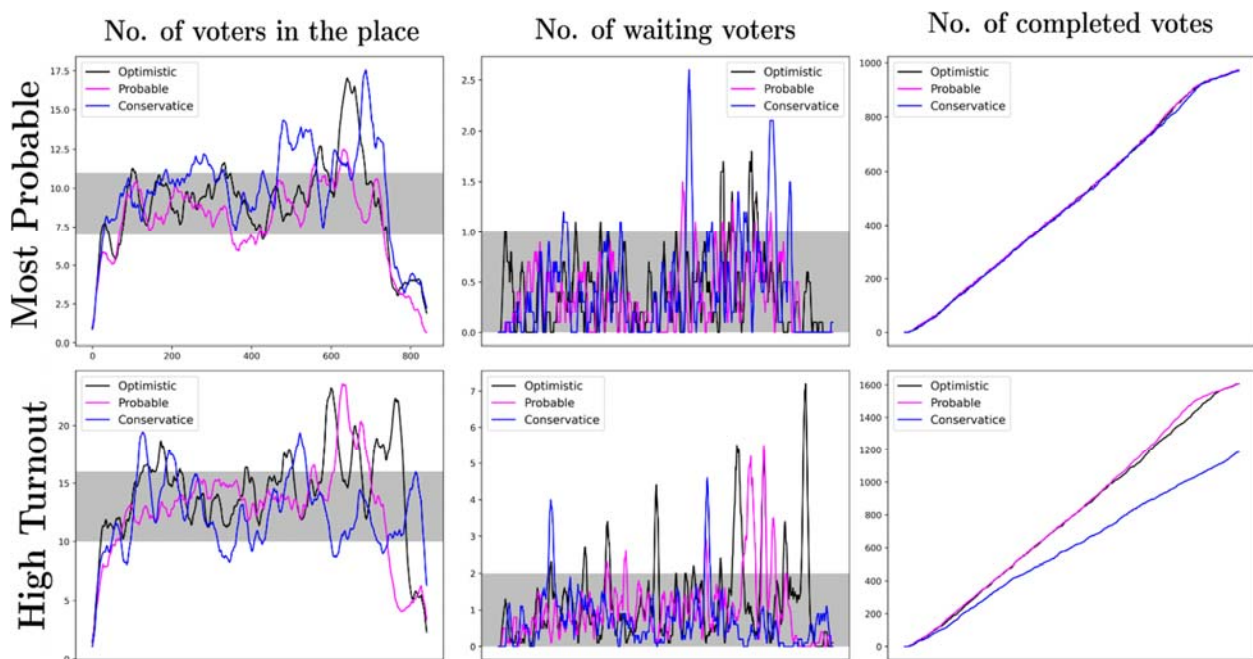 No. of voters in the place
No. of waiting voters
No. of completed votes
Most Probable
17.5
15.0
12.5
10.0
7.5
5.0
2.5
0.0
0
200
400
600
800
Optimistic
Probable
Conservatice
2.5
2.0
1.5
1.0
0.5
0.0
Optimistic
Probable
Conservatice
1000
800
600
400
200
0
Optimistic
Probable
Conservatice
High Turnout
20
15
10
5
0
Optimistic
Probable
Conservatice
7
6
5
4
3
2
1
0
Optimistic
Probable
Conservatice
1600
1400
1200
1000
800
600
400
200
0
Optimistic
Probable
Conservatice